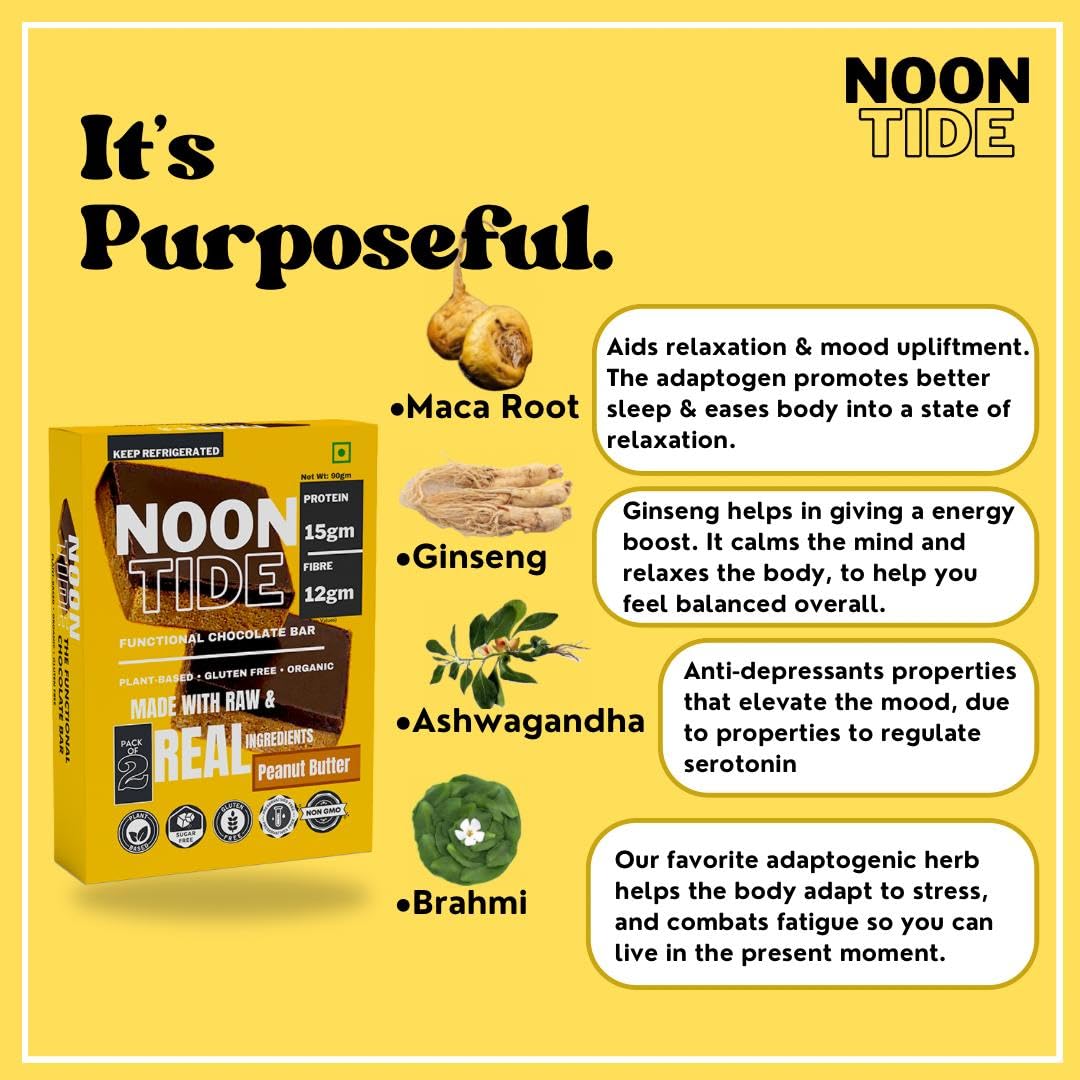 NOON
TIDE
It's
Purposeful.
•Maca Root
Aids relaxation & mood upliftment.
The adaptogen promotes better
sleep & eases body into a state of
relaxation.
•Ginseng
Ginseng helps in giving a energy
boost. It calms the mind and
relaxes the body, to help you
feel balanced overall.
•Ashwagandha
Anti-depressants properties
that elevate the mood, due
to properties to regulate
serotonin
•Brahmi
Our favorite adaptogenic herb
helps the body adapt to stress,
and combats fatigue so you can
live in the present moment.
KEEP REFRIGERATED
Net Wt: 90gm
NOON
TIDE
PROTEIN
15gm
FIBRE
12gm
FUNCTIONAL CHOCOLATE BAR
PLANT-BASED • GLUTEN FREE • ORGANIC
MADE WITH RAW &
REAL INGREDIENTS
PACK
OF
2
Peanut Butter
PLANT
BASED
SUGAR
FREE
GLUTEN
FREE
NON GMO
NOON
TIDE
THE FUNCTIONAL
CHOCOLATE BAR